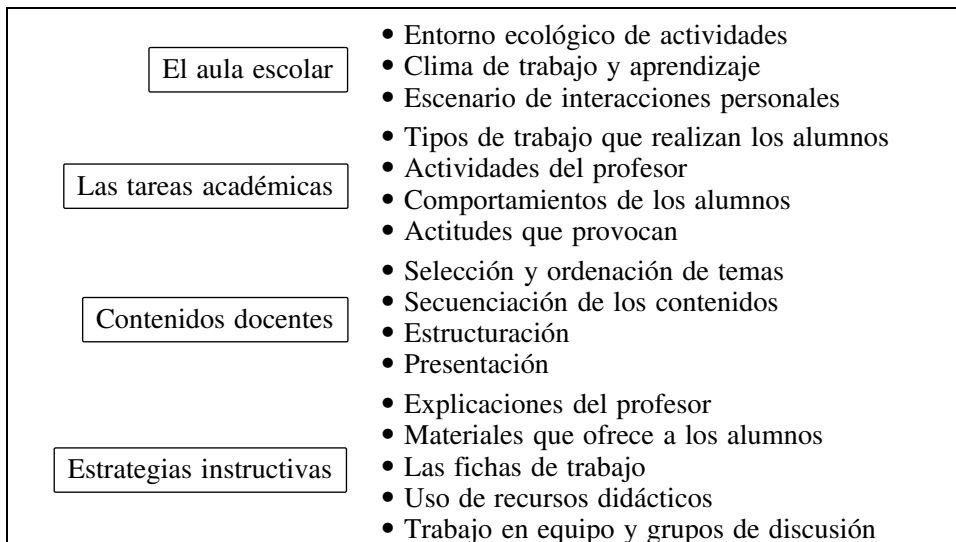 El aula escolar
• Entorno ecológico de actividades
• Clima de trabajo y aprendizaje
• Escenario de interacciones personales
Las tareas académicas
• Tipos de trabajo que realizan los alumnos
• Actividades del profesor
• Comportamientos de los alumnos
• Actitudes que provocan
Contenidos docentes
• Selección y ordenación de temas
• Secuenciación de los contenidos
• Estructuración
• Presentación
Estrategias instructivas
• Explicaciones del profesor
• Materiales que ofrece a los alumnos
• Las fichas de trabajo
• Uso de recursos didácticos
• Trabajo en equipo y grupos de discusión